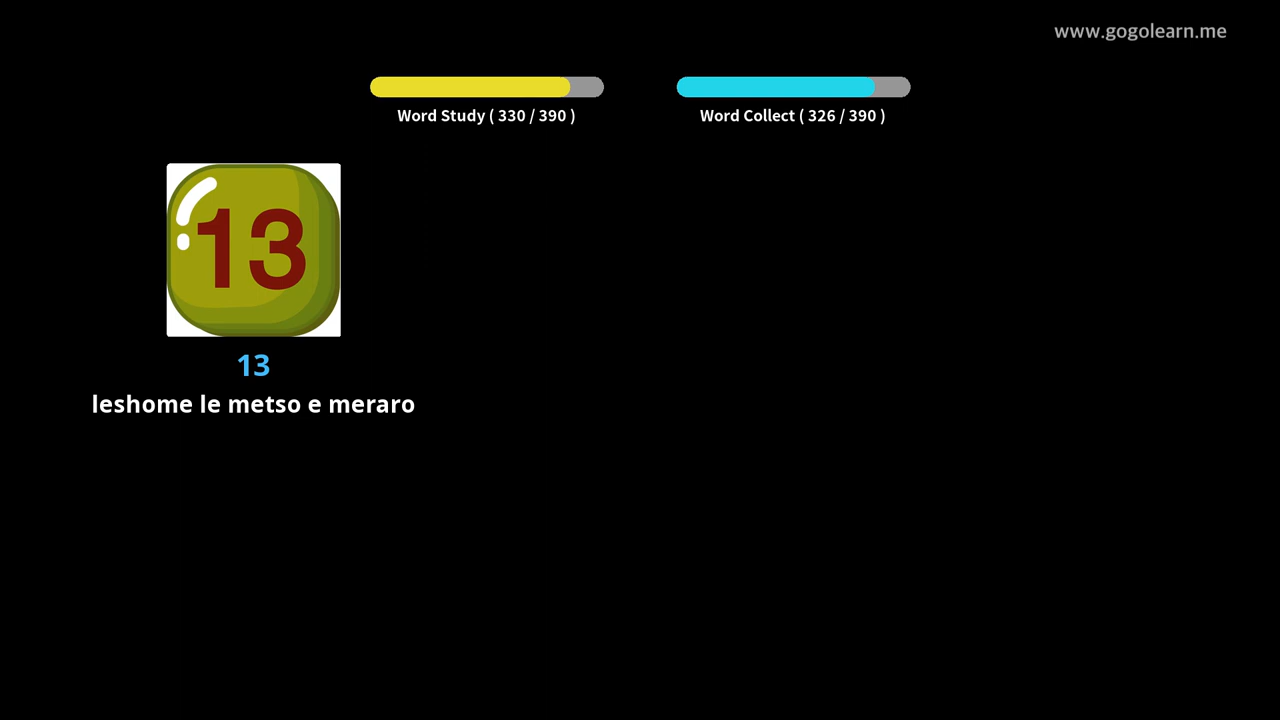 www.gogolearn.me
Word Study ( 330 / 390 )
Word Collect ( 326 / 390 )
13
13
leshome le metso e meraro